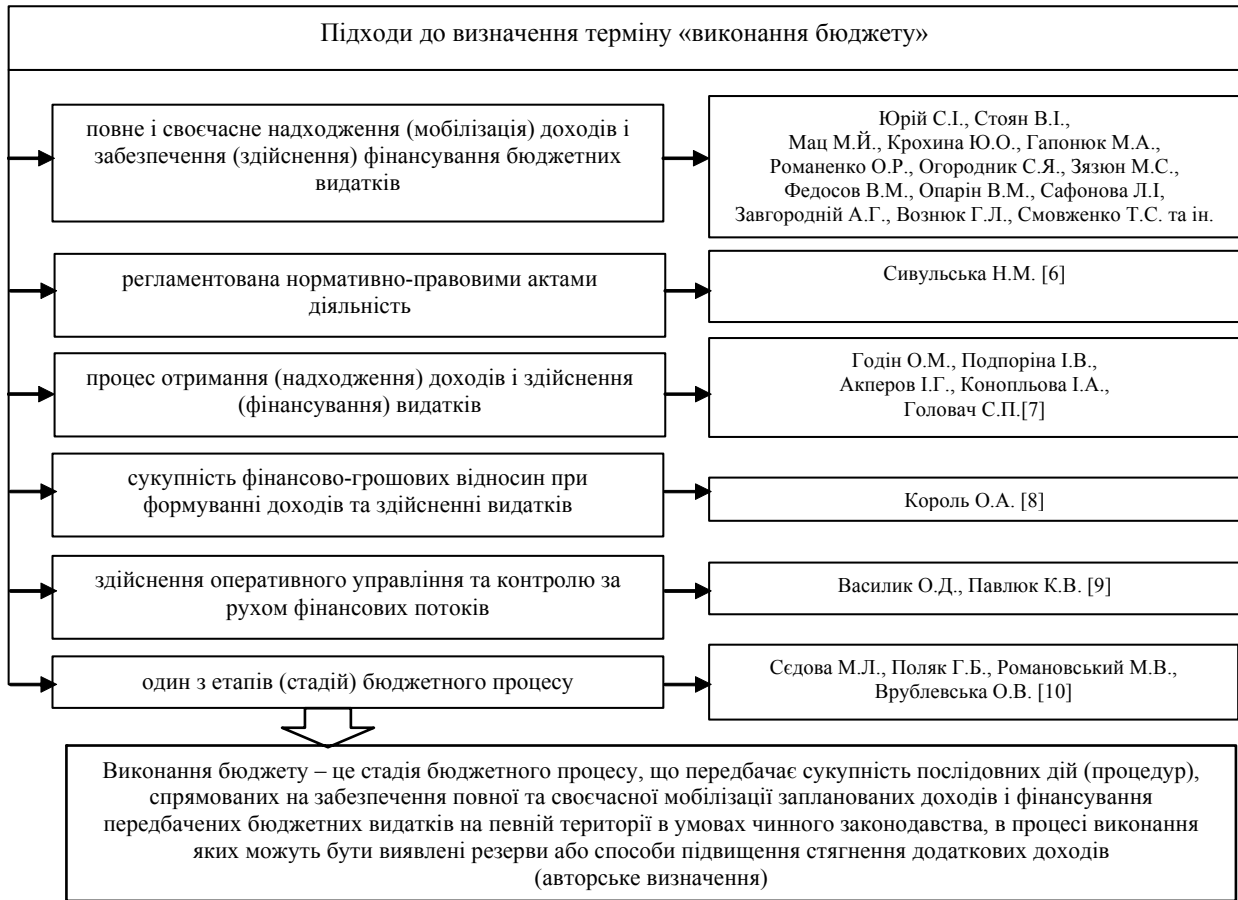 Підходи до визначення терміну «виконання бюджету»
повне і своєчасне надходження (мобілізація) доходів і
забезпечення (здійснення) фінансування бюджетних
видатків
Юрій С.І., Стоян В.І.,
Мац М.Й., Крохина Ю.О., Гапонюк М.А.,
Романенко О.Р., Огородник С.Я., Зязюн М.С.,
Федосов В.М., Опарін В.М., Сафонова Л.І,
Завгородній А.Г., Вознюк Г.Л., Смовженко Т.С. та ін.
регламентована нормативно-правовими актами
діяльність
Сивульська Н.М. [6]
процес отримання (надходження) доходів і здійснення
(фінансування) видатків
Годін О.М., Подпоріна І.В.,
Акперов І.Г., Конопльова І.А.,
Головач С.П.[7]
сукупність фінансово-грошових відносин при
формуванні доходів та здійсненні видатків
Король О.А. [8]
здійснення оперативного управління та контролю за
рухом фінансових потоків
Василик О.Д., Павлюк К.В. [9]
один з етапів (стадій) бюджетного процесу
Сєдова М.Л., Поляк Г.Б., Романовський М.В.,
Врублевська О.В. [10]
Виконання бюджету – це стадія бюджетного процесу, що передбачає сукупність послідовних дій (процедур),
спрямованих на забезпечення повної та своєчасної мобілізації запланованих доходів і фінансування
передбачених бюджетних видатків на певній території в умовах чинного законодавства, в процесі виконання
яких можуть бути виявлені резерви або способи підвищення стягнення додаткових доходів
(авторське визначення)